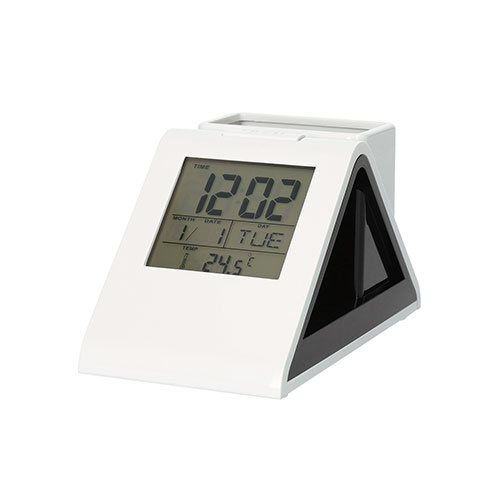 TIME
12:02
MONTH DATE DAY
1/ 1 TUE
TEMP
24.5°C